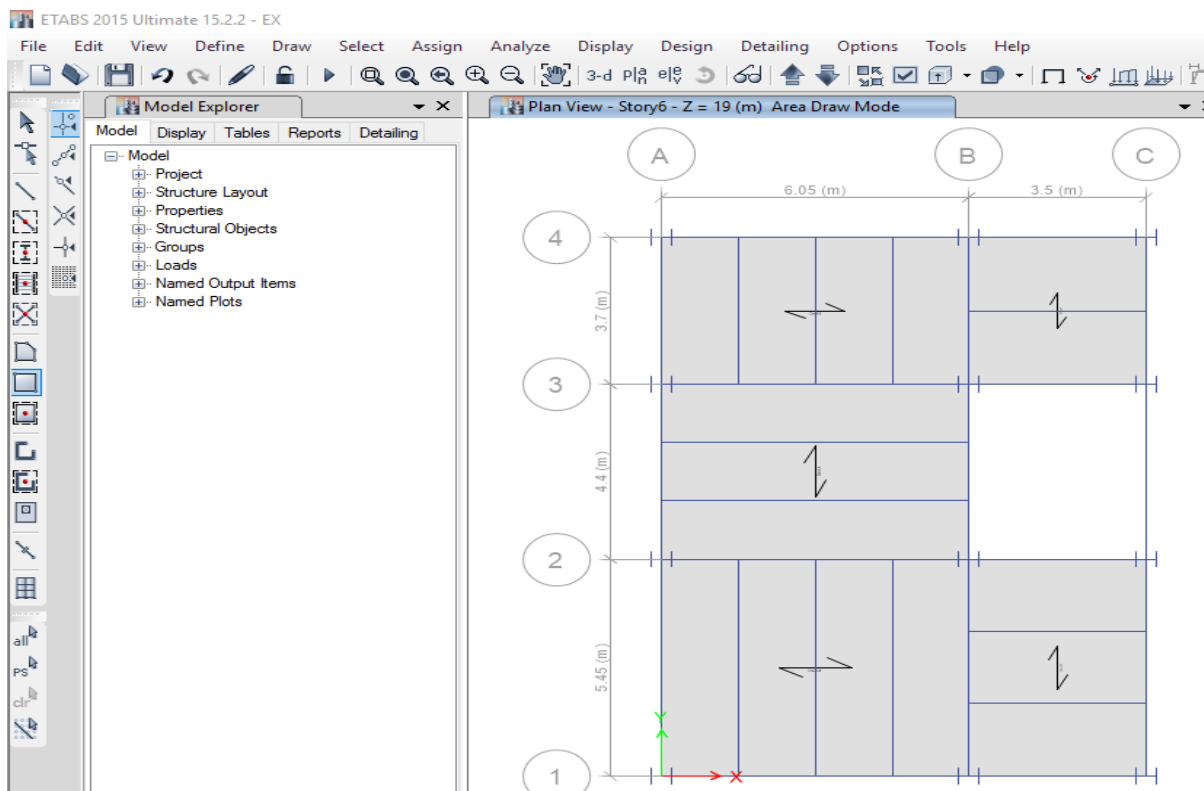 ETABS 2015 Ultimate 15.2.2 - EX
File Edit View Define Draw Select Assign Analyze Display Design Detailing Options Tools Help
3-d
Model Explorer
Plan View - Story6 - Z = 19 (m) Area Draw Mode
Model Display Tables Reports Detailing
Model
Project
Structure Layout
Properties
Structural Objects
Groups
Loads
Named Output Items
Named Plots
all
PS
clr
A B C
6.05 (m) 3.5 (m)
4
3.7 (m)
3
4.4 (m)
2
5.45 (m)
1
Y
X